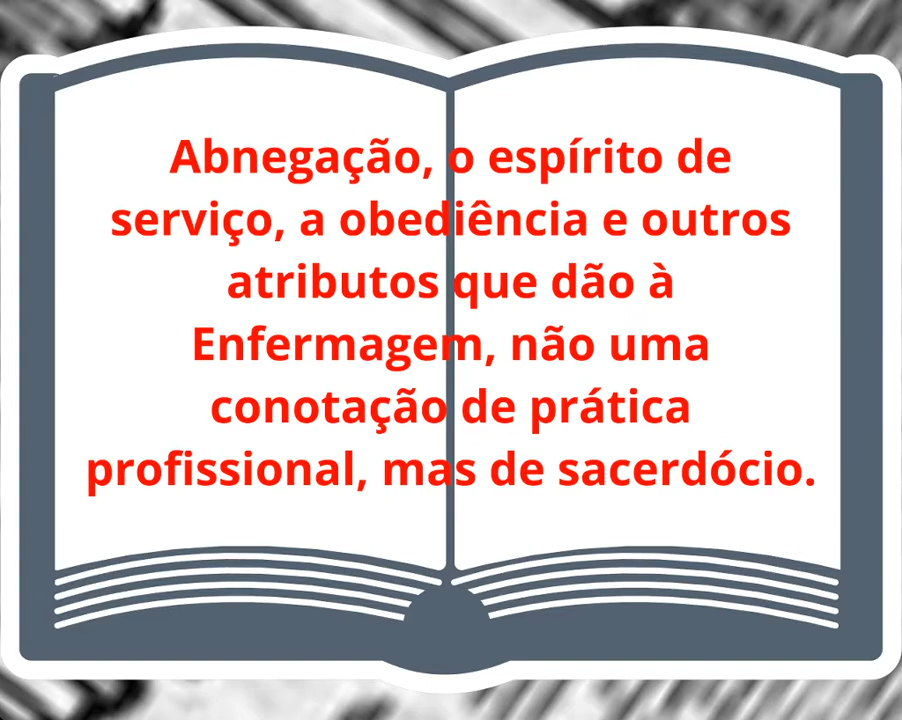 Abnegação, o espírito de
serviço, a obediência e outros
atributos que dão à
Enfermagem, não uma
conotação de prática
profissional, mas de sacerdócio.